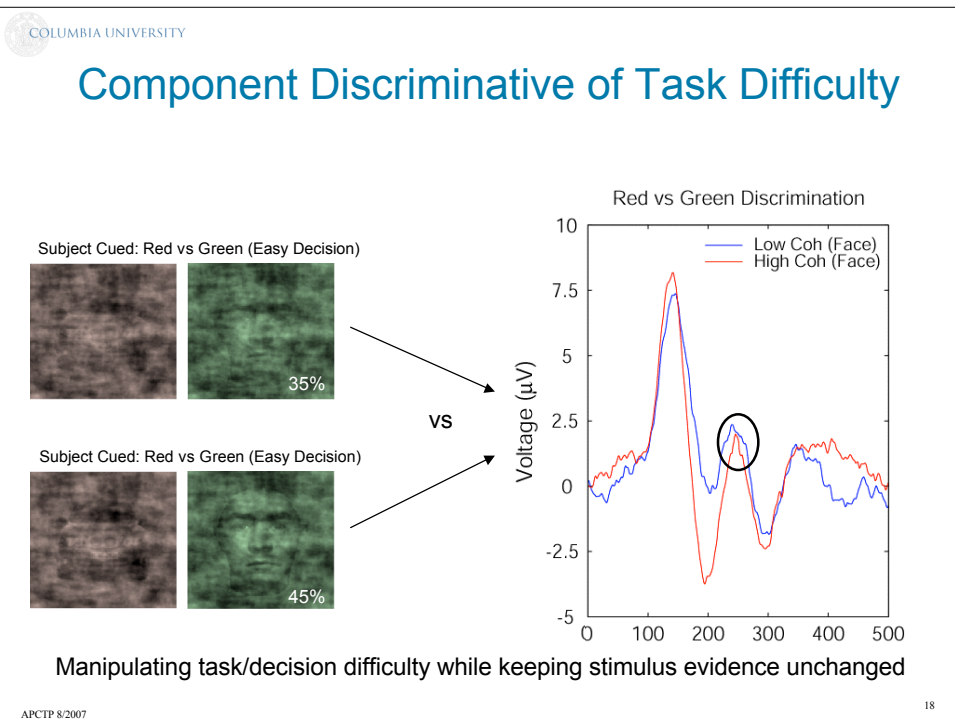 COLUMBIA UNIVERSITY
Component Discriminative of Task Difficulty
Subject Cued: Red vs Green (Easy Decision)
35%
vs
Subject Cued: Red vs Green (Easy Decision)
45%
Red vs Green Discrimination
Low Coh (Face)
High Coh (Face)
Voltage (μV)
10
7.5
5
2.5
0
-2.5
-5
0 100 200 300 400 500
Manipulating task/decision difficulty while keeping stimulus evidence unchanged
APCTP 8/2007
18